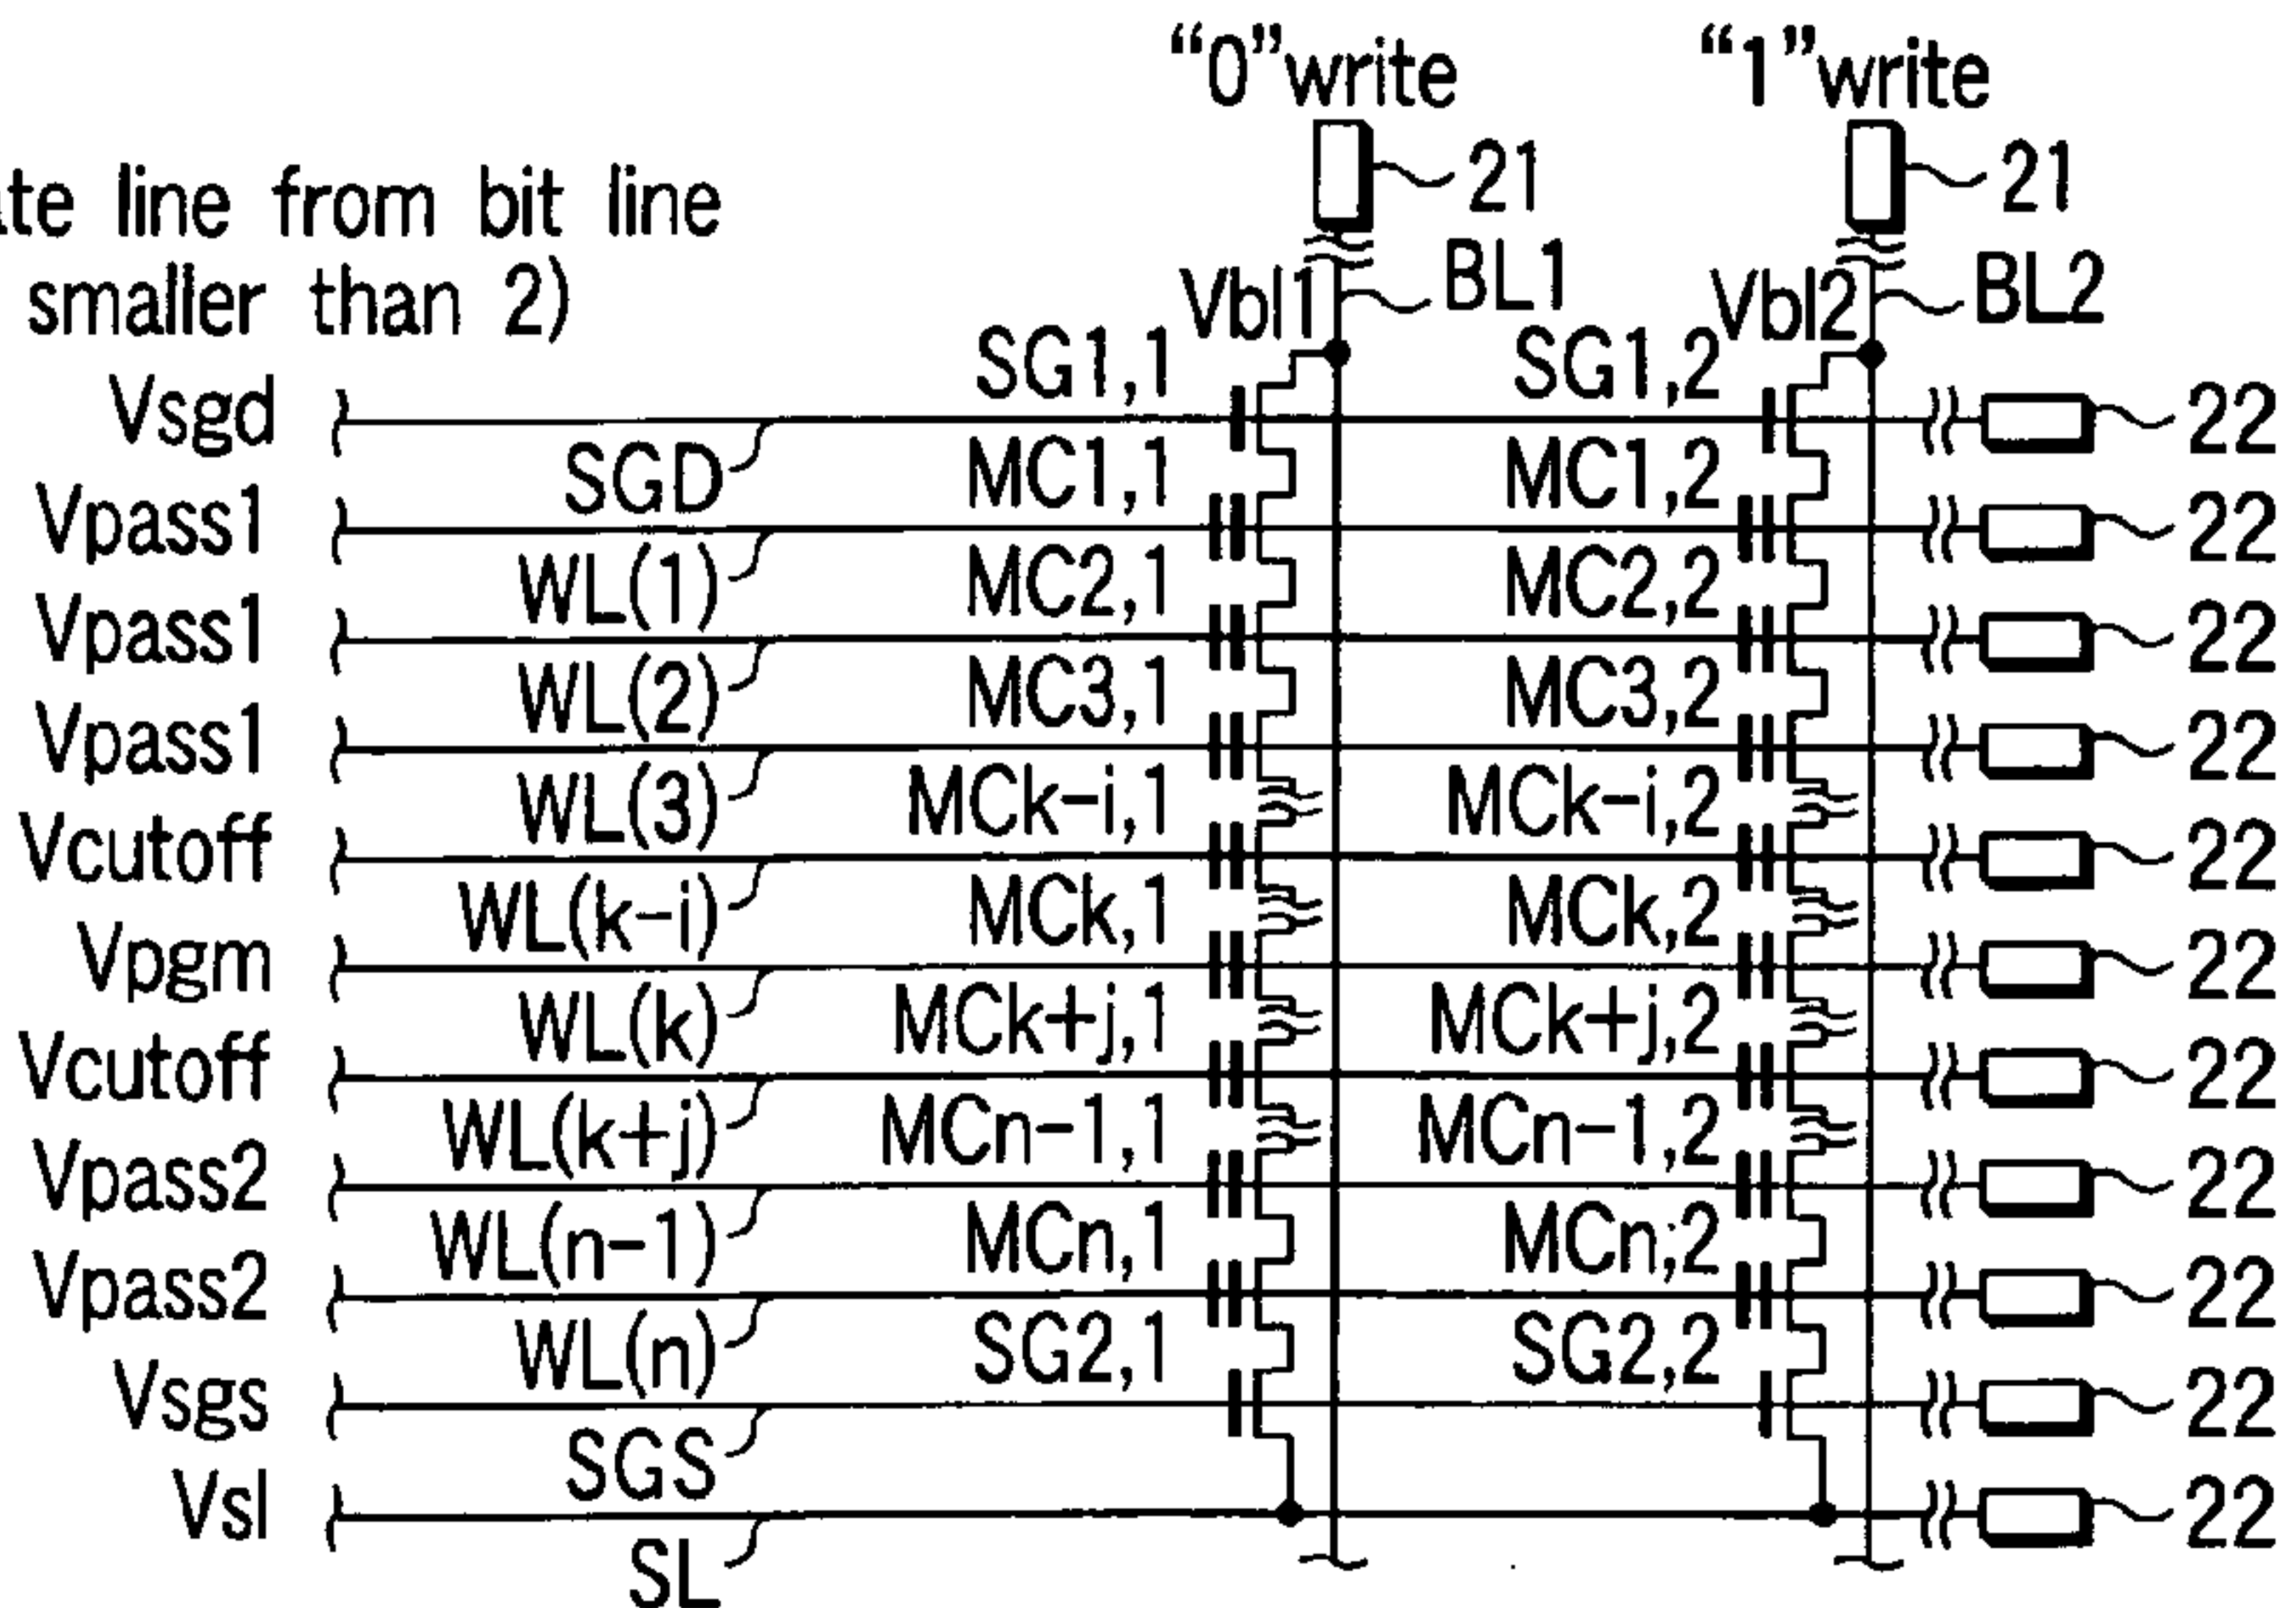 “0”write “1”write
21 21
line from bit line
BL1 BL2
smaller than 2)
Vbl1 Vbl2
SG1,1 SG1,2
Vsgd 22
SGD MC1,1 MC1,2
Vpass1 22
WL(1) MC2,1 MC2,2
Vpass1 22
WL(2) MC3,1 MC3,2
Vpass1 22
WL(3) MCk-i,1 MCk-i,2
Vcutoff 22
WL(k-i) MCk,1 MCk,2
Vpgm 22
WL(k) MCk+j,1 MCk+j,2
Vcutoff 22
WL(k+j) MCn-1,1 MCn-1,2
Vpass2 22
WL(n-1) MCn,1 MCn,2
Vpass2 22
WL(n) SG2,1 SG2,2
Vsgs 22
SGS
Vsl 22
SL